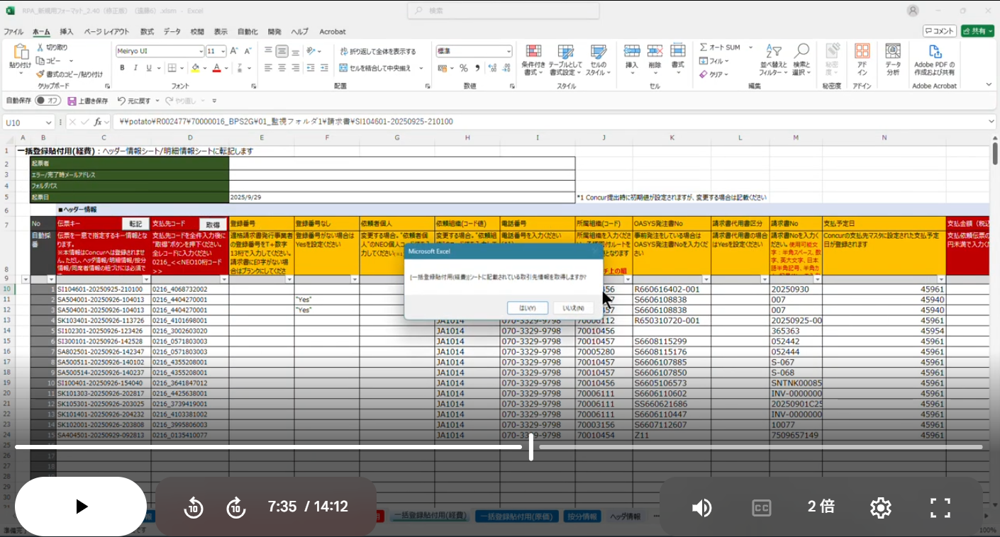 RPA_新規用フォーマット_2.40（修正版）（遠藤6）.xlsm - Excel
検索
ファイル ホーム 挿入 ページ レイアウト 数式 データ 校閲 表示 自動化 開発 ヘルプ Acrobat
コメント 共有
貼り付け 切り取り コピー 書式のコピー/貼り付け
Meiryo UI 11
折り返して全体を表示する
セルを結合して中央揃え
標準
条件付き書式 テーブルとして書式設定 セルのスタイル
挿入 削除 書式
オート SUM フィル クリア
並べ替えとフィルター 検索と選択
秘密度 アドイン データ分析 Adobe PDF の作成および共有
クリップボード フォント 配置 数値 スタイル セル 編集 秘密度 アドイン Adobe Acrobat
自動保存 オフ 上書き保存 元に戻す やり直し
U10 fx ¥¥potato¥R002477¥70000016_BPS2G¥01_監視フォルダ1¥請求書¥SI104601-20250925-210100
A B C D E F G H I J K L M N
1 一括登録貼付用(経費)：ヘッダー情報シート/明細情報シートに転記します
2 起票者
3 エラー/完了時メールアドレス
4 フォルダパス
5 起票日 2025/9/29 *1 Concur提出時に初期値が設定されますが、変更する場合は記載ください
6 ■ヘッダー情報
7 No 伝票キー 転記 支払先コード 取得 登録番号 登録番号なし 依頼者個人 依頼組織(コード値) 電話番号 所属組織(コード) OASYS発注書No 請求書代用書区分 請求書No 支払予定日 支払金額（税込
8 自動採番
伝票を一意で指定するキー情報となります。
※本情報はConcurへは登録されません。ただし、ヘッダ情報/明細情報/按分情報/同席者情報の紐づけには必須で
支払先コードを全件入力後に"取得"ボタンを押下ください。
全レコードに入力ください
0216_<<NEO10桁コード>>
適格請求書発行事業者の登録番号をT+数字13桁で入力してください。
請求書に印字がない場合はブランクにしてくださ
登録番号がない場合はYesを設定ください
変更する場合。"依頼者個人"のNEO個人コ
力してください(※1)
変更する場合。"依頼組
電話番号を入力ください
所属組織を入力くださ
事前発注をしている場合はOASYS発注書Noを入力ください
請求書代用書の場合はYesを設定ください
請求書Noを入力ください。使用可能文字：半角スペース、数字、英大文字、日本語半角記号、半角カ
Concurの支払先マスタに設定された支払予定日が登録されます
支払依頼伝票の
円未満で入力くだ
9
Microsoft Excel
[一括登録貼付用(経費)]シートに記載されている取引先情報を取得しますか?
はい(Y) いいえ(N)
10 1 SI104601-20250925-210100 0216_4068732002 R660616402-001 20250930 45961
11 2 SA504001-20250926-104013 0216_4404270001 "Yes" S6606108838 007 45940
12 3 SA504001-20250926-104013 0216_4404270001 "Yes" S6606108838 007 45940
13 4 SK103401-20250926-113726 0216_4101698001 JA1014 070-3329-9798 70006112 R650310720-001 20250925-00 45961
14 5 SI102301-20250926-123426 0216_3002603020 JA1014 070-3329-9798 70010456 365363 45954
15 6 SI300101-20250926-142528 0216_0571803003 JA1014 070-3329-9798 70010457 S6608115299 052442 45961
16 7 SA802501-20250926-142347 0216_0571803003 JA1014 070-3329-9798 70005280 S6608115176 052444 45961
17 8 SA500511-20250926-140102 0216_4355208001 JA1014 070-3329-9798 70010457 S6606107885 S-067 45961
18 9 SA500514-20250926-140237 0216_4355208001 JA1014 070-3329-9798 70010457 S6606107850 S-068 45961
19 10 SI100401-20250926-154040 0216_3641847012 JA1014 070-3329-9798 70010456 S6605106573 SNTNK00085 45961
20 11 SK101303-20250926-202817 0216_4425638001 JA1014 070-3329-9798 70006111 S6606110602 INV-0000000 45961
21 12 SK105301-20250926-203025 0216_3739419001 JA1014 070-3329-9798 70006111 SS660621686 20250901C25 45961
22 13 SK101401-20250926-204232 0216_4103381002 JA1014 070-3329-9798 70006111 S6606110447 INV-0000000 45961
23 14 SK102001-20250926-203808 0216_3995806003 JA1014 070-3329-9798 70003156 S6607112607 10077 45961
24 15 SA404501-20250929-092813 0216_0135410077 JA1014 070-3329-9798 70010454 Z11 7509657149 45961
25
26 17
27 18
28
29
30
7:35 / 14:12
CC 2 倍
一括登録貼付用(経費) 一括登録貼付用(原価) 按分情報 ヘッダ情報 ...
100%